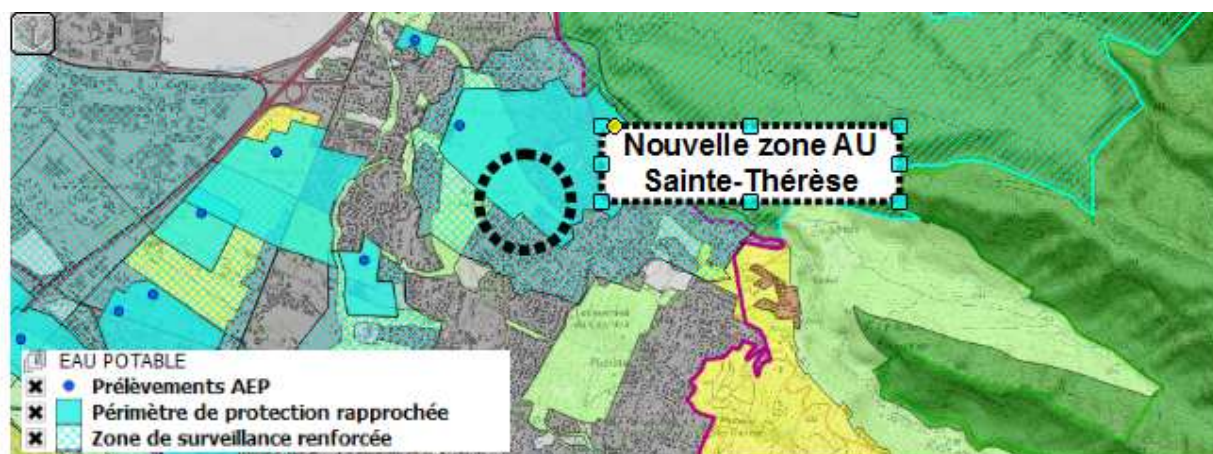 Nouvelle zone AU
Sainte-Thérèse
EAU POTABLE
Prélèvements AEP
Périmètre de protection rapprochée
Zone de surveillance renforcée